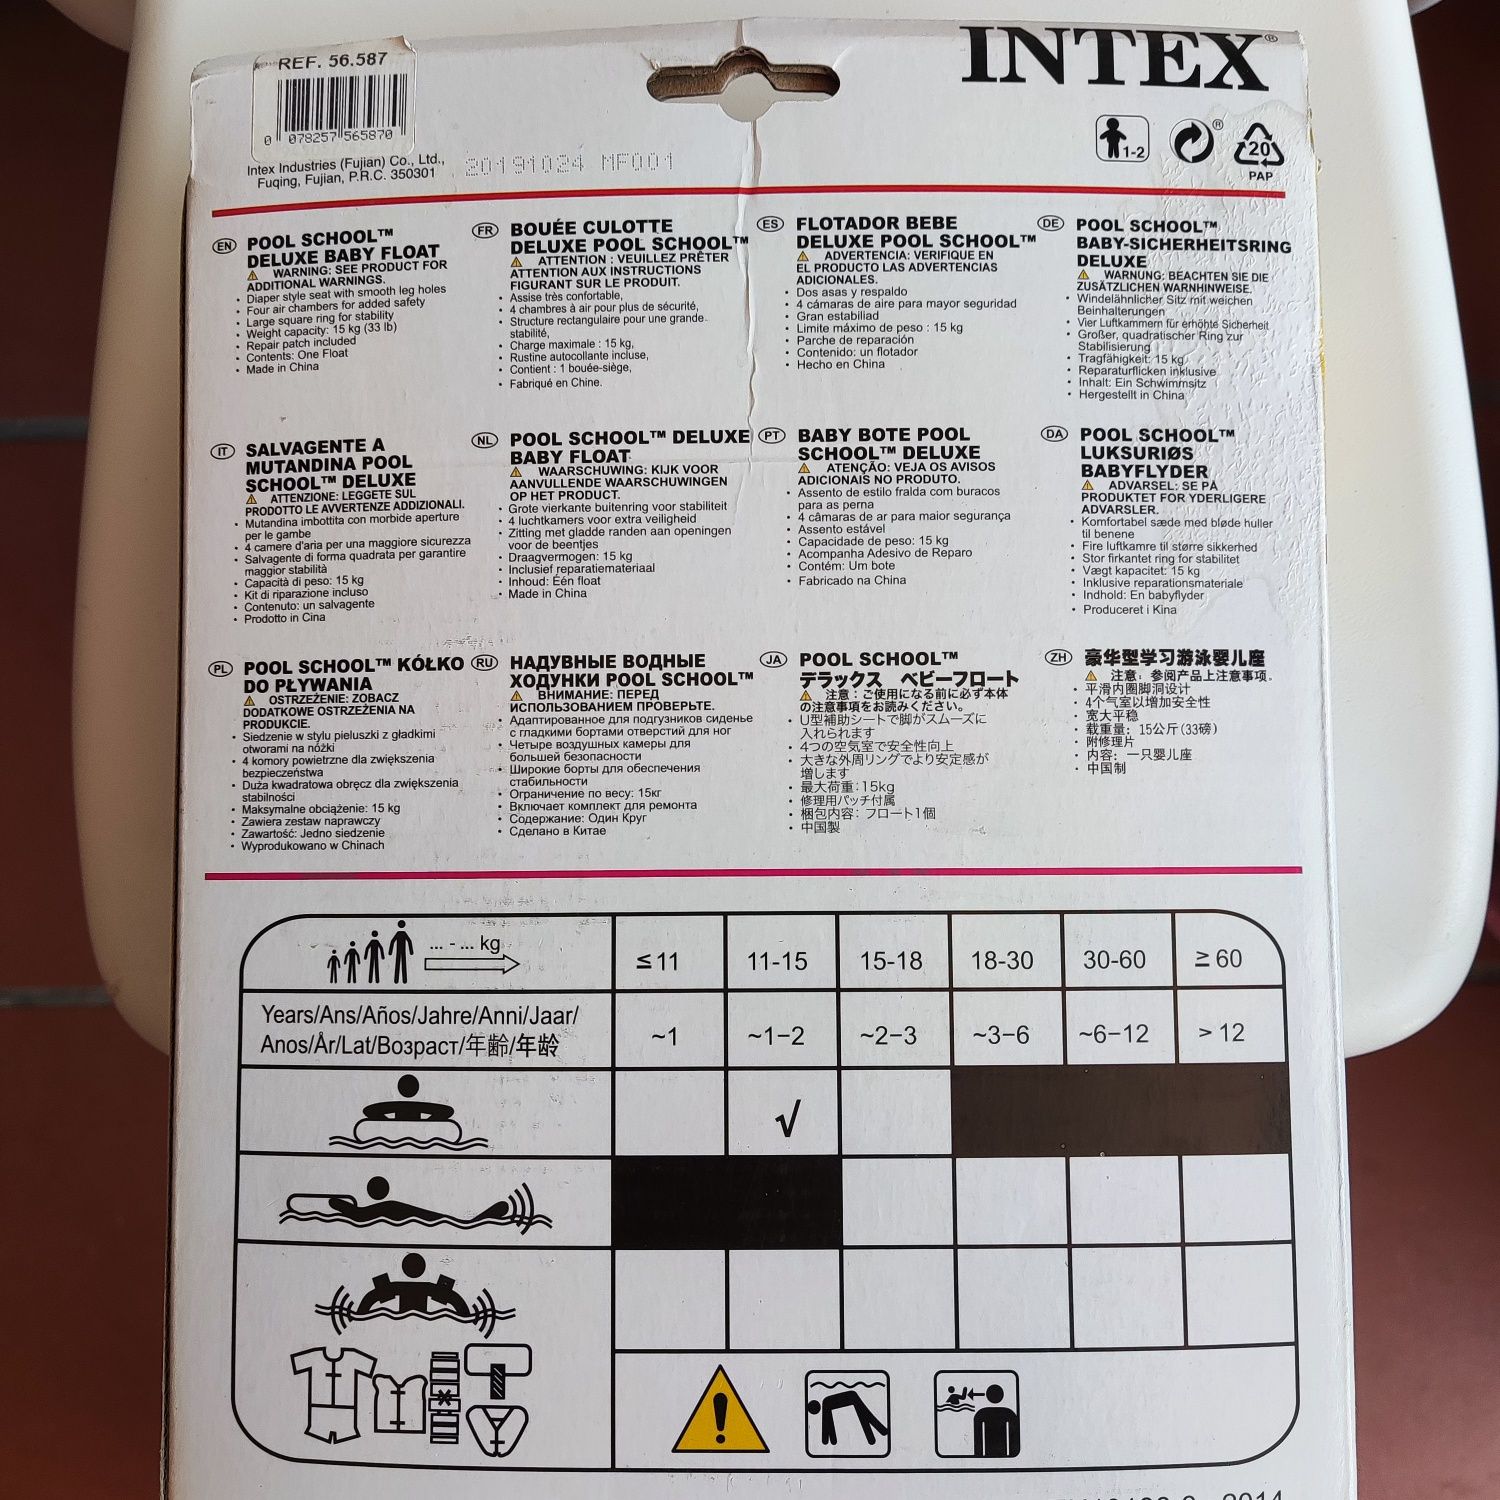 REF. 56.587
0 078257 565870
INTEX®
1-2
®
20
PAP
Intex Industries (Fujian) Co., Ltd.,
Fuqing, Fujian, P.R.C. 350301
20191024 MF001
EN POOL SCHOOL™
DELUXE BABY FLOAT
WARNING: SEE PRODUCT FOR
ADDITIONAL WARNINGS.
• Diaper style seat with smooth leg holes
• Four air chambers for added safety
• Large square ring for stability
• Weight capacity: 15 kg (33 lb)
• Repair patch included
• Contents: One Float
• Made in China
FR BOUÉE CULOTTE
DELUXE POOL SCHOOL™
ATTENTION : VEUILLEZ PRÊTER
ATTENTION AUX INSTRUCTIONS
FIGURANT SUR LE PRODUIT.
• Assise très confortable,
• 4 chambres à air pour plus de sécurité,
• Structure rectangulaire pour une grande
stabilité,
• Charge maximale : 15 kg,
• Rustine autocollante incluse,
• Contient : 1 bouée-siège,
• Fabriqué en Chine.
ES FLOTADOR BEBE
DELUXE POOL SCHOOL™
ADVERTENCIA: VERIFIQUE EN
EL PRODUCTO LAS ADVERTENCIAS
ADICIONALES.
• Dos asas y respaldo
• 4 cámaras de aire para mayor seguridad
• Gran estabiliad
• Limite máximo de peso : 15 kg
• Parche de reparación
• Contenido: un flotador
• Hecho en China
DE POOL SCHOOL™
BABY-SICHERHEITSRING
DELUXE
WARNUNG: BEACHTEN SIE DIE
ZUSÄTZLICHEN WARNHINWEISE.
• Windelähnlicher Sitz mit weichen
Beinhalterungen
• Vier Luftkammern für erhöhte Sicherheit
• Großer, quadratischer Ring zur
Stabilisierung
• Tragfähigkeit: 15 kg
• Reparaturflicken inklusive
• Inhalt: Ein Schwimmsitz
• Hergestellt in China
IT SALVAGENTE A
MUTANDINA POOL
SCHOOL™ DELUXE
ATTENZIONE: LEGGETE SUL
PRODOTTO LE AVVERTENZE ADDIZIONALI.
• Mutandina imbottita con morbide aperture
per le gambe
• 4 camere d'aria per una maggiore sicurezza
• Salvagente di forma quadrata per garantire
maggior stabilità
• Capacità di peso: 15 kg
• Kit di riparazione incluso
• Contenuto: un salvagente
• Prodotto in Cina
NL POOL SCHOOL™ DELUXE
BABY FLOAT
WAARSCHUWING: KIJK VOOR
AANVULLENDE WAARSCHUWINGEN
OP HET PRODUCT.
• Grote vierkante buitenring voor stabiliteit
• 4 luchtkamers voor extra veiligheid
• Zitting met gladde randen aan openingen
voor de beentjes
• Draagvermogen: 15 kg
• Inclusief reparatiemateriaal
• Inhoud: Één float
• Made in China
PT BABY BOTE POOL
SCHOOL™ DELUXE
ATENÇÃO: VEJA OS AVISOS
ADICIONAIS NO PRODUTO.
• Assento de estilo fralda com buracos
para as perna
• 4 câmaras de ar para maior segurança
• Assento estável
• Capacidade de peso: 15 kg
• Acompanha Adesivo de Reparo
• Contém: Um bote
• Fabricado na China
DA POOL SCHOOL™
LUKSURIØS
BABYFLYDER
ADVARSEL: SE PÅ
PRODUKTET FOR YDERLIGERE
ADVARSLER.
• Komfortabel sæde med bløde huller
til benene
• Fire luftkamre til større sikkerhed
• Stor firkantet ring for stabilitet
• Vægt kapacitet: 15 kg
• Inklusive reparationsmateriale
• Indhold: En babyflyder
• Produceret i Kina
PL POOL SCHOOL™ KÓŁKO
DO PŁYWANIA
OSTRZEŻENIE: ZOBACZ
DODATKOWE OSTRZEŻENIA NA
PRODUKCIE.
• Siedzenie w stylu pieluszki z gładkimi
otworami na nóżki
• 4 komory powietrzne dla zwiększenia
bezpieczeństwa
• Duża kwadratowa obręcz dla zwiększenia
stabilności
• Maksymalne obciążenie: 15 kg
• Zawiera zestaw naprawczy
• Zawartość: Jedno siedzenie
• Wyprodukowano w Chinach
RU НАДУВНЫЕ ВОДНЫЕ
ХОДУНКИ POOL SCHOOL™
ВНИМАНИЕ: ПЕРЕД
ИСПОЛЬЗОВАНИЕМ ПРОВЕРЬТЕ.
• Адаптированное для подгузников сиденье
с гладкими бортами отверстий для ног
• Четыре воздушных камеры для
большей безопасности
• Широкие борты для обеспечения
стабильности
• Ограничение по весу: 15кг
• Включает комплект для ремонта
• Содержание: Один Круг
• Сделано в Китае
JA POOL SCHOOL™
デラックス ベビーフロート
注意：ご使用になる前に必ず本体
の注意事項をお読みください。
• U型補助シートで脚がスムーズに
入れられます
• 4つの空気室で安全性向上
• 大きな外周リングでより安定感が
増します
• 最大荷重：15kg
• 修理用パッチ付属
• 梱包内容：フロート1個
• 中国製
ZH 豪华型学习游泳婴儿座
注意：参阅产品上注意事项.
• 平滑内圈脚洞设计
• 4个气室以增加安全性
• 宽大平稳
• 载重量：15公斤(33磅)
• 附修理片
• 内容：一只婴儿座
• 中国制
... - ... kg ≤ 11 11-15 15-18 18-30 30-60 ≥ 60
Years/Ans/Años/Jahre/Anni/Jaar/
Anos/År/Lat/Возраст/年齢/年龄 ~1 ~1-2 ~2-3 ~3-6 ~6-12 > 12
√